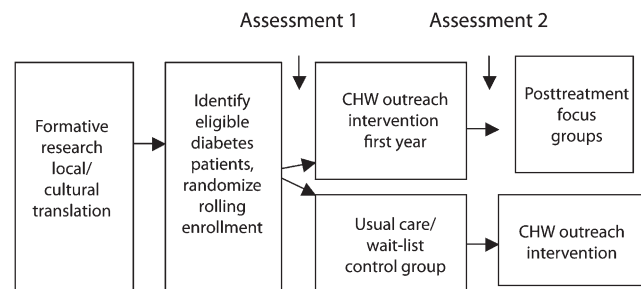 Assessment 1
Assessment 2
Formative
research
local/
cultural
translation
Identify
eligible
diabetes
patients,
randomize
rolling
enrollment
CHW outreach
intervention
first year
Posttreatment
focus
groups
Usual care/
wait-list
control group
CHW outreach
intervention